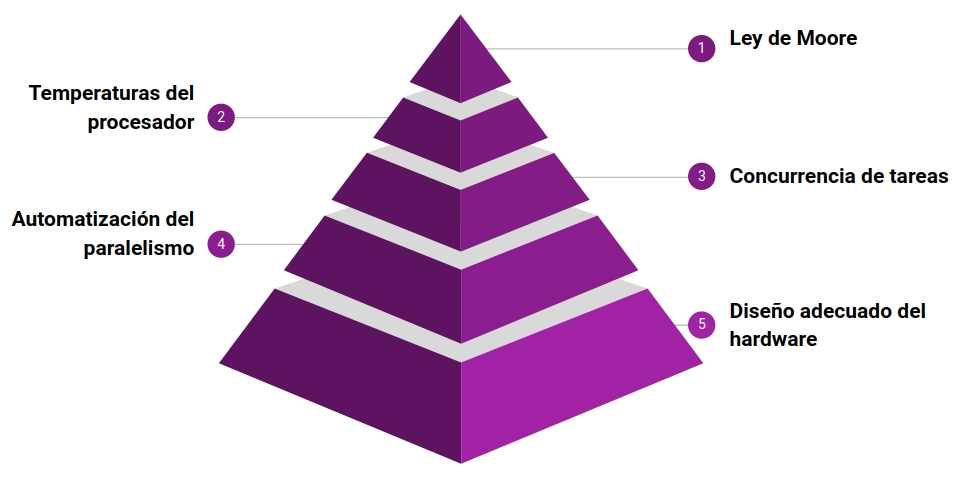 1
Ley de Moore
Temperaturas del
procesador
2
3
Concurrencia de tareas
Automatización del
paralelismo
4
5
Diseño adecuado del
hardware